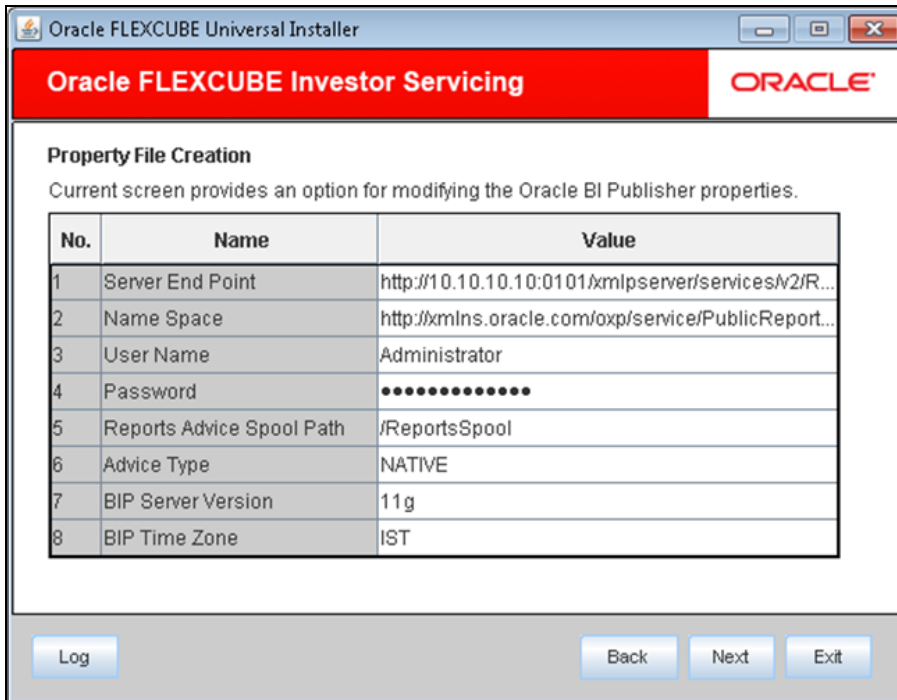 Oracle FLEXCUBE Universal Installer
Oracle FLEXCUBE Investor Servicing
ORACLE
Property File Creation
Current screen provides an option for modifying the Oracle BI Publisher properties.
No. Name Value
1 Server End Point http://10.10.10.10:0101/xmlpserver/services/v2/R...
2 Name Space http://xmlns.oracle.com/oxp/service/PublicReport...
3 User Name Administrator
4 Password •••••••••••••
5 Reports Advice Spool Path /ReportsSpool
6 Advice Type NATIVE
7 BIP Server Version 11g
8 BIP Time Zone IST
Log Back Next Exit